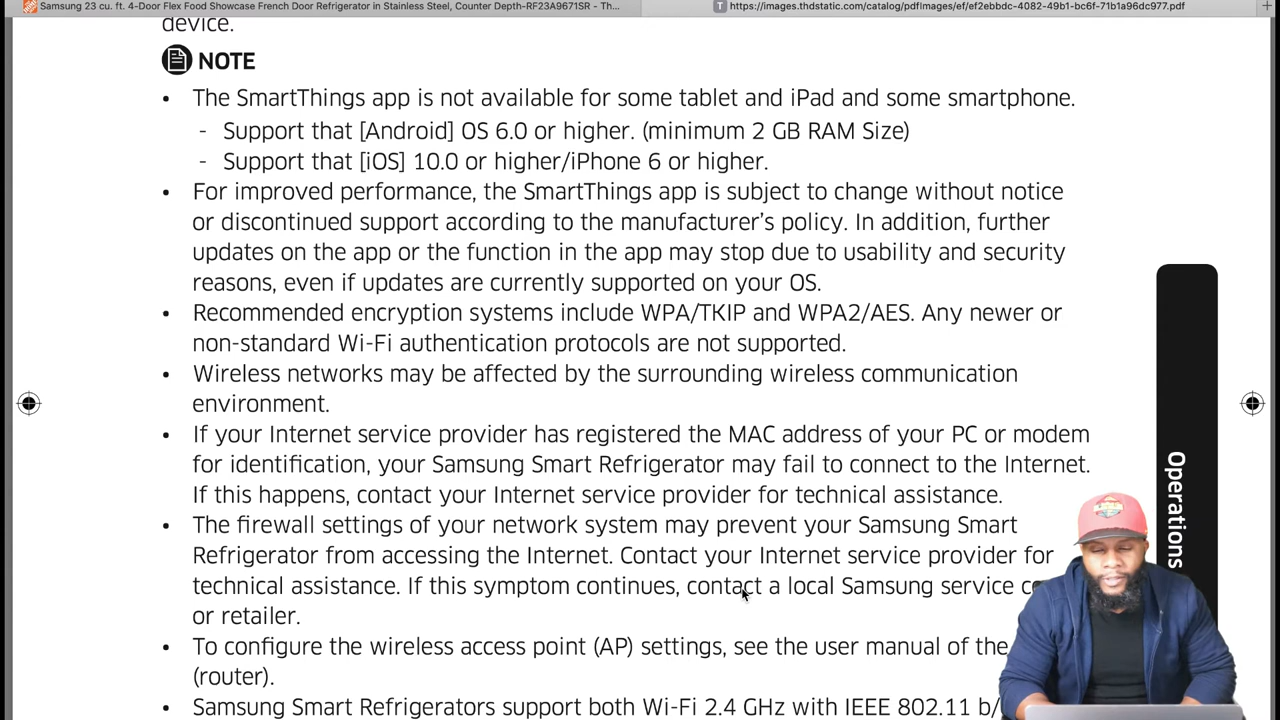 Samsung 23 cu. ft. 4-Door Flex Food Showcase French Door Refrigerator in Stainless Steel, Counter Depth-RF23A9671SR - Th...
T https://images.thdstatic.com/catalog/pdfImages/ef/ef2ebbdc-4082-49b1-bc6f-71b1a96dc977.pdf
device.
NOTE
• The SmartThings app is not available for some tablet and iPad and some smartphone.
- Support that [Android] OS 6.0 or higher. (minimum 2 GB RAM Size)
- Support that [iOS] 10.0 or higher/iPhone 6 or higher.
• For improved performance, the SmartThings app is subject to change without notice
or discontinued support according to the manufacturer's policy. In addition, further
updates on the app or the function in the app may stop due to usability and security
reasons, even if updates are currently supported on your OS.
• Recommended encryption systems include WPA/TKIP and WPA2/AES. Any newer or
non-standard Wi-Fi authentication protocols are not supported.
• Wireless networks may be affected by the surrounding wireless communication
environment.
• If your Internet service provider has registered the MAC address of your PC or modem
for identification, your Samsung Smart Refrigerator may fail to connect to the Internet.
If this happens, contact your Internet service provider for technical assistance.
• The firewall settings of your network system may prevent your Samsung Smart
Refrigerator from accessing the Internet. Contact your Internet service provider for
technical assistance. If this symptom continues, contact a local Samsung service
or retailer.
• To configure the wireless access point (AP) settings, see the user manual of the
(router).
• Samsung Smart Refrigerators support both Wi-Fi 2.4 GHz with IEEE 802.11 b/
Operations